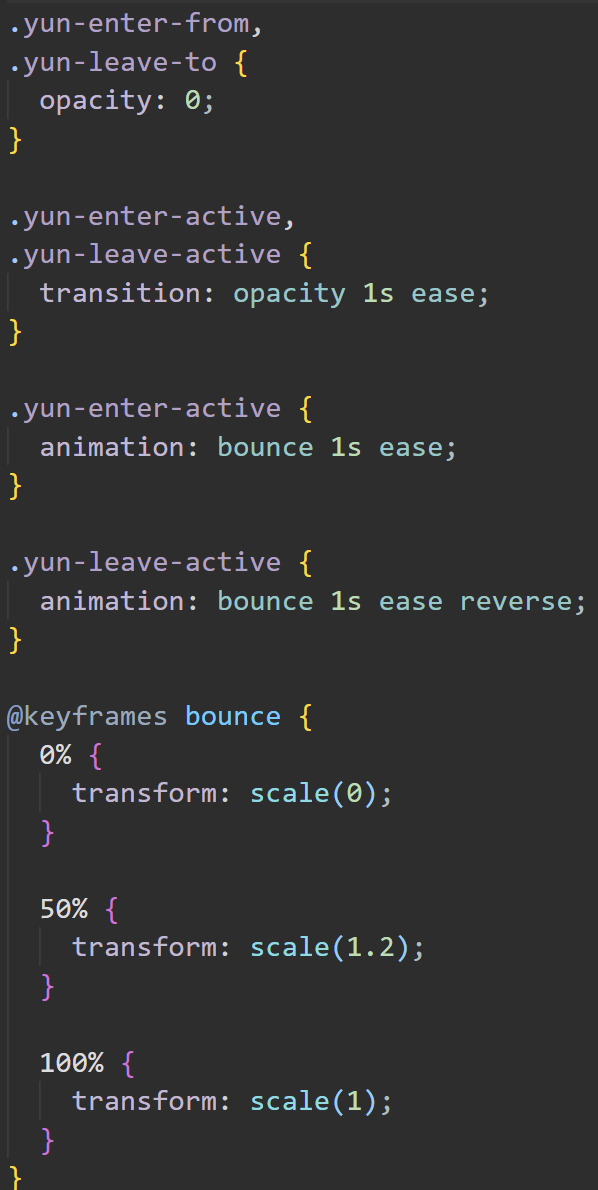 .yun-enter-from,
.yun-leave-to {
  opacity: 0;
}

.yun-enter-active,
.yun-leave-active {
  transition: opacity 1s ease;
}

.yun-enter-active {
  animation: bounce 1s ease;
}

.yun-leave-active {
  animation: bounce 1s ease reverse;
}

@keyframes bounce {
  0% {
    transform: scale(0);
  }

  50% {
    transform: scale(1.2);
  }

  100% {
    transform: scale(1);
  }
}